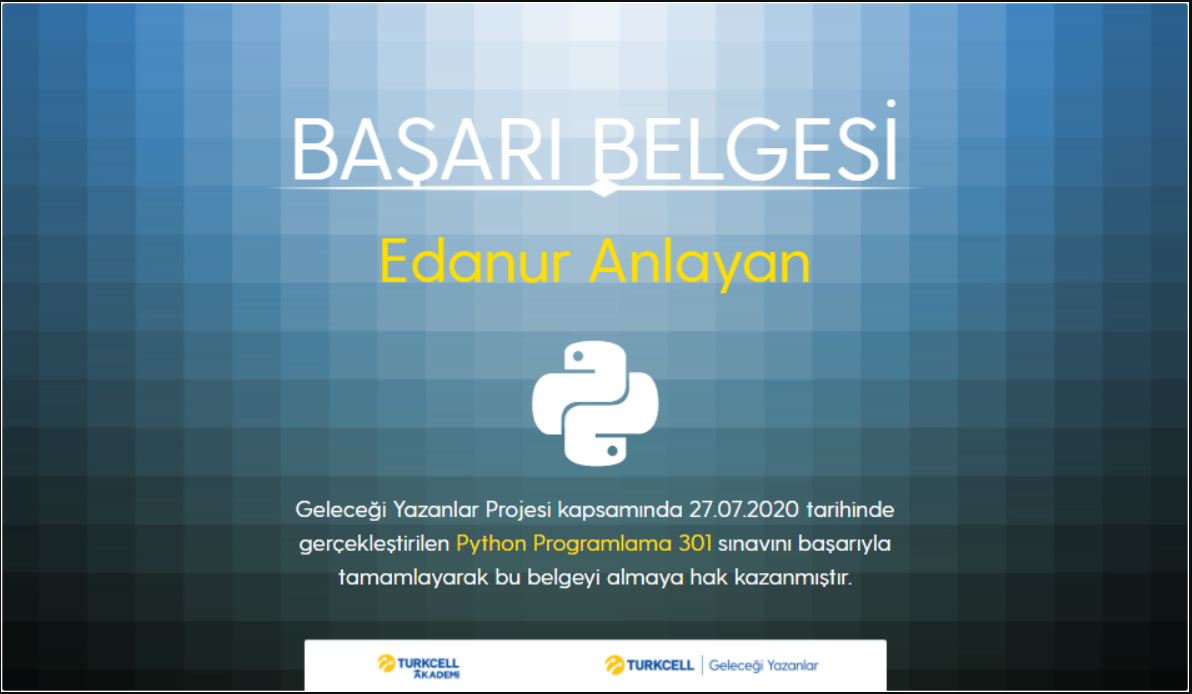 BAŞARI BELGESİ
Edanur Anlayan
Geleceği Yazanlar Projesi kapsamında 27.07.2020 tarihinde
gerçekleştirilen Python Programlama 301 sınavını başarıyla
tamamlayarak bu belgeyi almaya hak kazanmıştır.
TURKCELL
AKADEMİ
TURKCELL | Geleceği Yazanlar